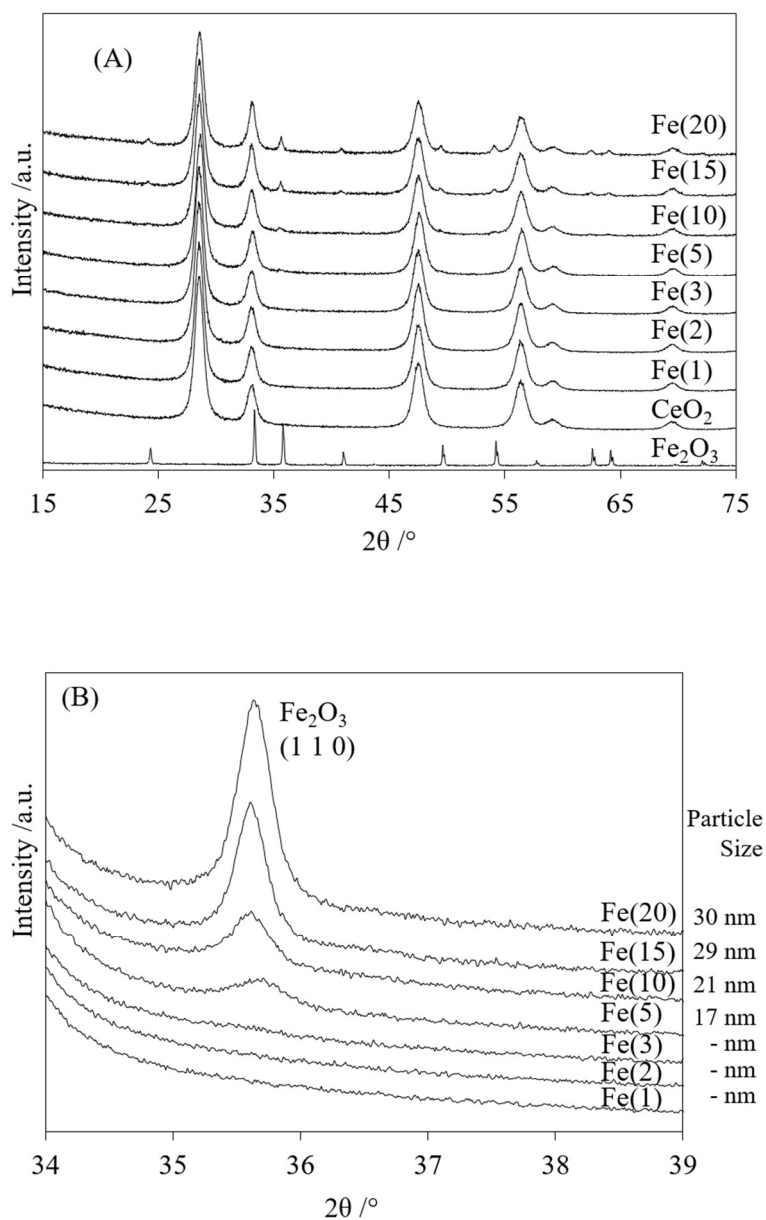 (A)
Intensity /a.u.
Fe(20)
Fe(15)
Fe(10)
Fe(5)
Fe(3)
Fe(2)
Fe(1)
CeO₂
Fe₂O₃
15 25 35 45 55 65 75
2θ /°
(B)
Fe₂O₃
(1 1 0)
Intensity /a.u.
Particle
Size
Fe(20) 30 nm
Fe(15) 29 nm
Fe(10) 21 nm
Fe(5) 17 nm
Fe(3) - nm
Fe(2) - nm
Fe(1) - nm
34 35 36 37 38 39
2θ /°